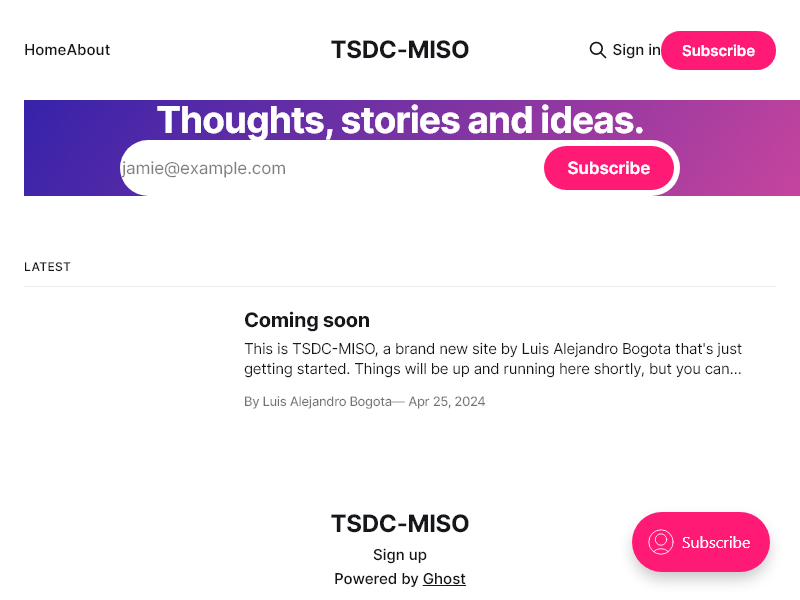 HomeAbout
TSDC-MISO
Sign in
Subscribe
Thoughts, stories and ideas.
jamie@example.com
Subscribe
LATEST
Coming soon
This is TSDC-MISO, a brand new site by Luis Alejandro Bogota that's just
getting started. Things will be up and running here shortly, but you can...
By Luis Alejandro Bogota— Apr 25, 2024
TSDC-MISO
Sign up
Powered by Ghost
Subscribe